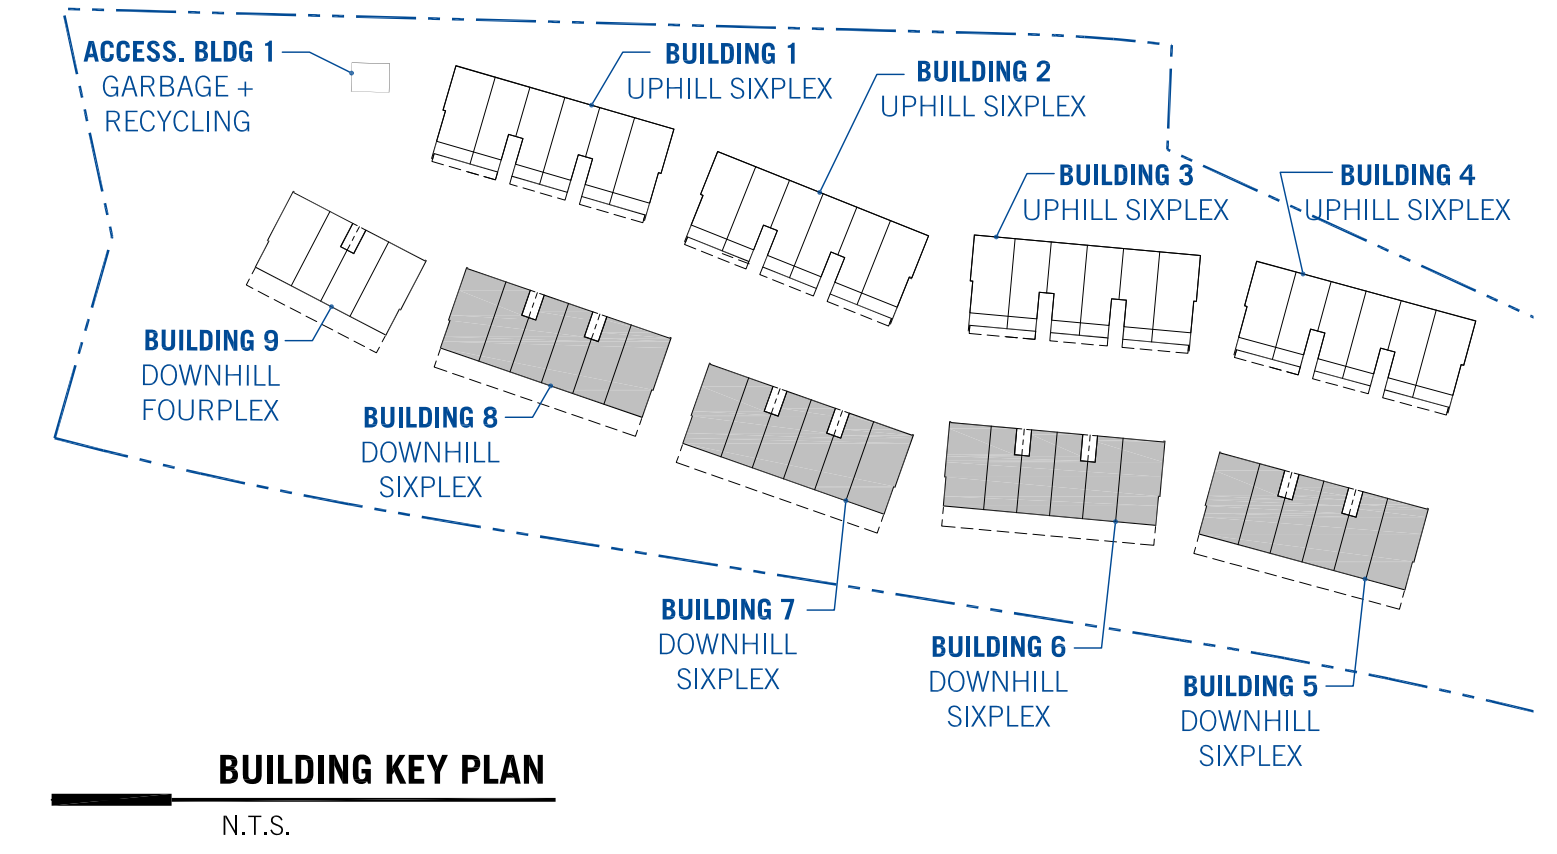 ACCESS. BLDG 1
GARBAGE +
RECYCLING
BUILDING 1
UPHILL SIXPLEX
BUILDING 2
UPHILL SIXPLEX
BUILDING 3
UPHILL SIXPLEX
BUILDING 4
UPHILL SIXPLEX
BUILDING 9
DOWNHILL
FOURPLEX
BUILDING 8
DOWNHILL
SIXPLEX
BUILDING 7
DOWNHILL
SIXPLEX
BUILDING 6
DOWNHILL
SIXPLEX
BUILDING 5
DOWNHILL
SIXPLEX
BUILDING KEY PLAN
N.T.S.